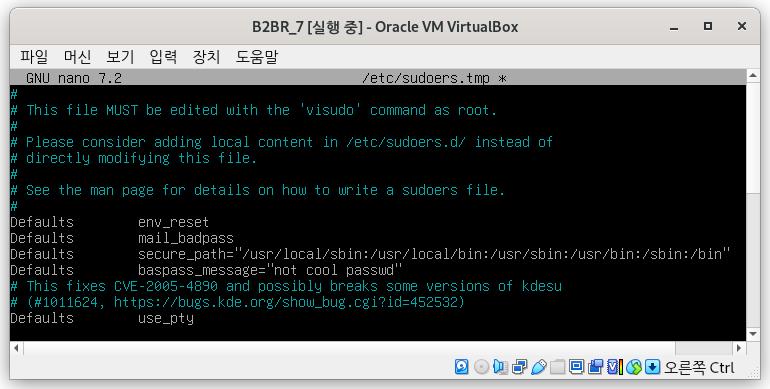 B2BR_7 [실행 중] - Oracle VM VirtualBox
파일 머신 보기 입력 장치 도움말
GNU nano 7.2 /etc/sudoers.tmp *
#
# This file MUST be edited with the 'visudo' command as root.
#
# Please consider adding local content in /etc/sudoers.d/ instead of
# directly modifying this file.
#
# See the man page for details on how to write a sudoers file.
#
Defaults env_reset
Defaults mail_badpass
Defaults secure_path="/usr/local/sbin:/usr/local/bin:/usr/sbin:/usr/bin:/sbin:/bin"
Defaults baspass_message="not cool passwd"
# This fixes CVE-2005-4890 and possibly breaks some versions of kdesu
# (#1011624, https://bugs.kde.org/show_bug.cgi?id=452532)
Defaults use_pty
오른쪽 Ctrl